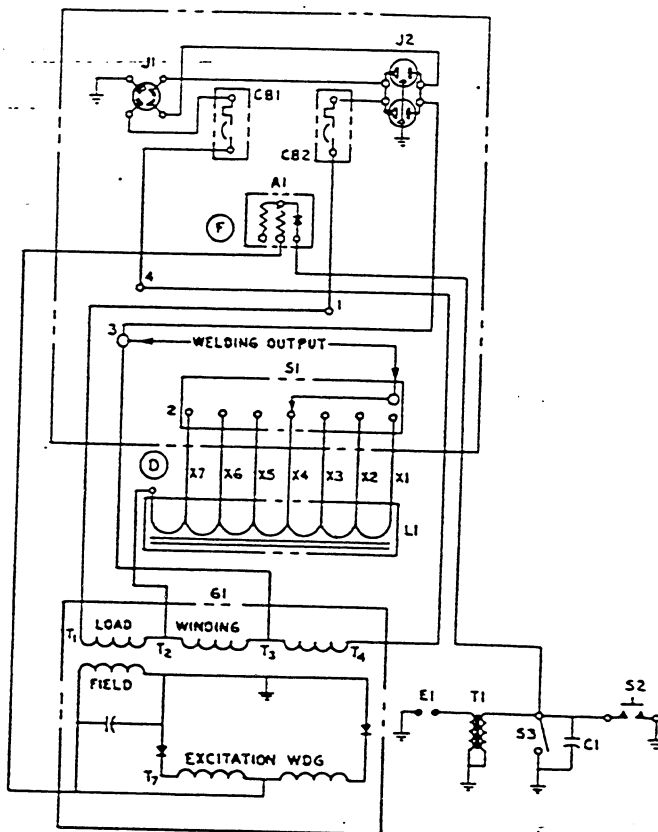 J1
J2
CB1
CB2
A1
F
4
1
3
WELDING OUTPUT
S1
2
D
X7 X6 X5 X4 X3 X2 X1
L1
G1
LOAD WINDING
T1 T2 T3 T4
FIELD
E1 T1 S2
S3 C1
EXCITATION WDG
T7